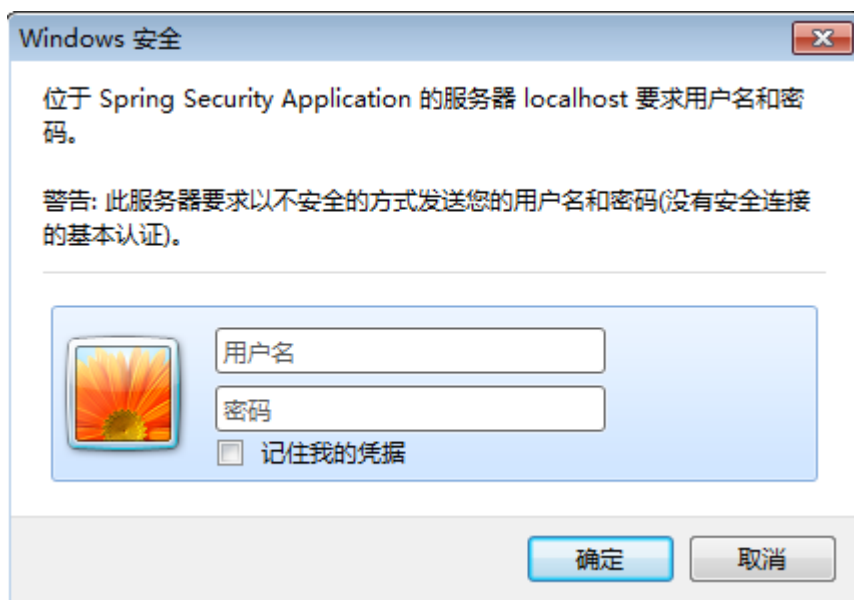 Windows 安全
位于 Spring Security Application 的服务器 localhost 要求用户名和密
码。
警告: 此服务器要求以不安全的方式发送您的用户名和密码(没有安全连接
的基本认证)。
用户名
密码
记住我的凭据
确定
取消